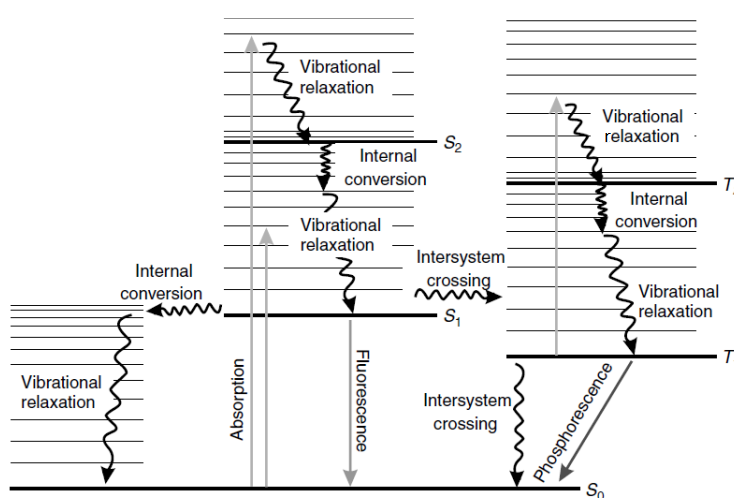 Vibrational
relaxation
S2
Internal
conversion
Vibrational
relaxation
Internal
conversion
S1
Vibrational
relaxation
Absorption
Fluorescence
Intersystem
crossing
Vibrational
relaxation
T
Internal
conversion
Vibrational
relaxation
T
Intersystem
crossing
Phosphorescence
S0